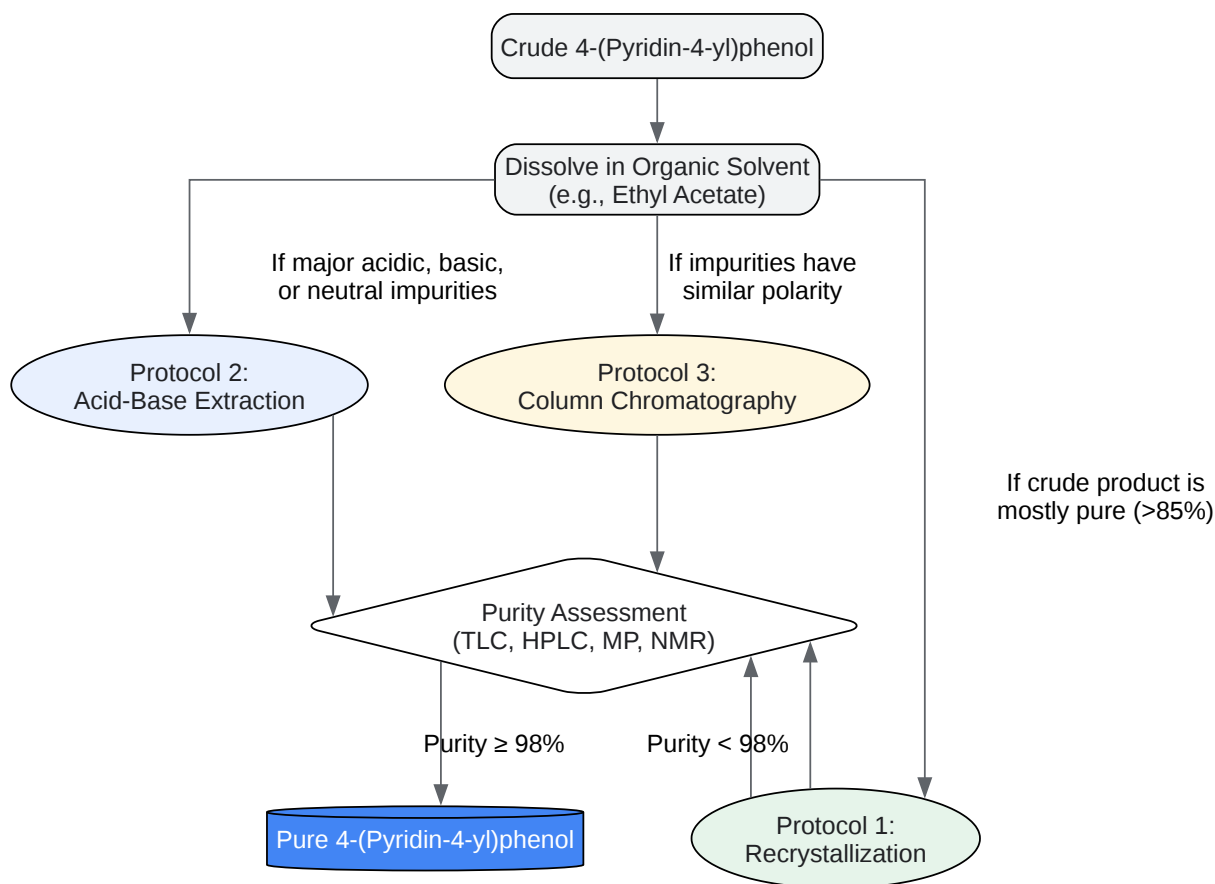 Crude 4-(Pyridin-4-yl)phenol
Dissolve in Organic Solvent
(e.g., Ethyl Acetate)
If major acidic, basic,
or neutral impurities
If impurities have
similar polarity
Protocol 2:
Acid-Base Extraction
Protocol 3:
Column Chromatography
If crude product is
mostly pure (>85%)
Purity Assessment
(TLC, HPLC, MP, NMR)
Purity ≥ 98%
Purity < 98%
Pure 4-(Pyridin-4-yl)phenol
Protocol 1:
Recrystallization